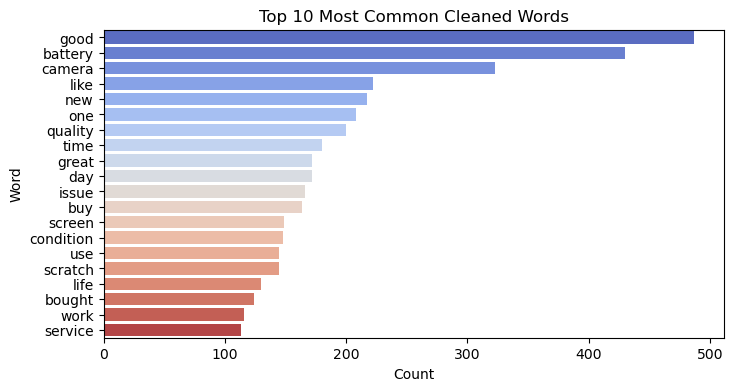 Top 10 Most Common Cleaned Words
Word
good
battery
camera
like
new
one
quality
time
great
day
issue
buy
screen
condition
use
scratch
life
bought
work
service
0 100 200 300 400 500
Count